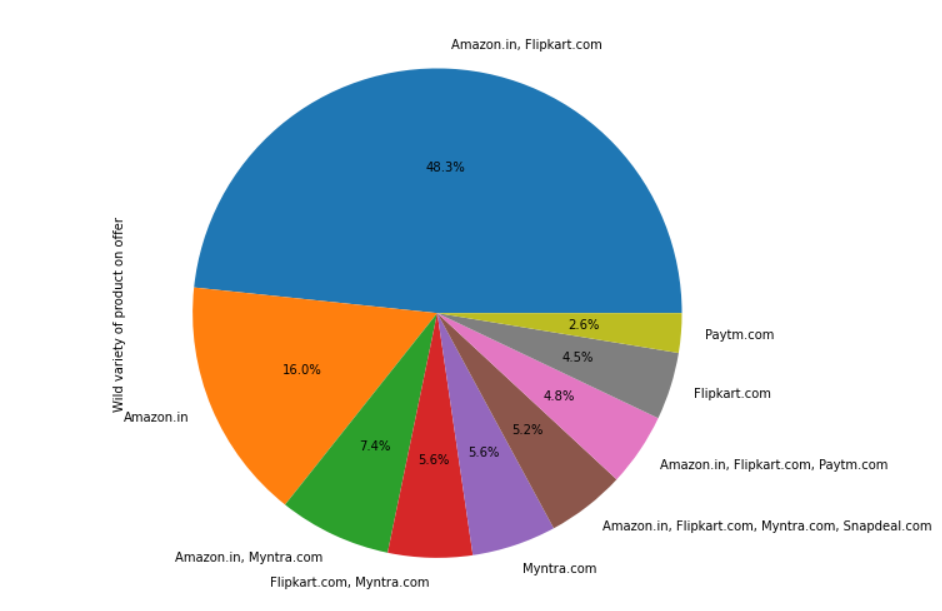 Amazon.in, Flipkart.com
48.3%
Wild variety of product on offer
2.6%
Paytm.com
4.5%
16.0%
Flipkart.com
4.8%
Amazon.in
5.2%
7.4%
5.6%
5.6%
Amazon.in, Flipkart.com, Paytm.com
Amazon.in, Flipkart.com, Myntra.com, Snapdeal.com
Amazon.in, Myntra.com
Myntra.com
Flipkart.com, Myntra.com